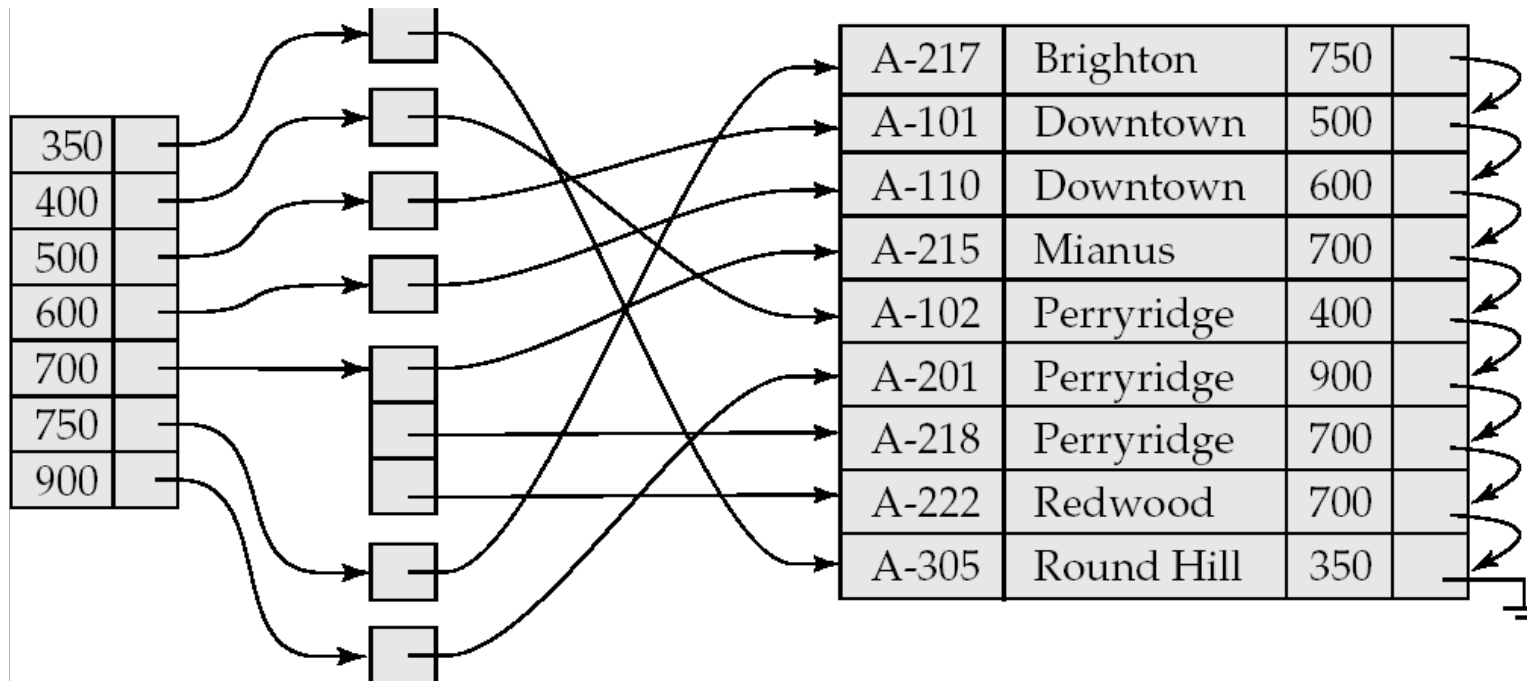 350
400
500
600
700
750
900
A-217 Brighton 750
A-101 Downtown 500
A-110 Downtown 600
A-215 Mianus 700
A-102 Perryridge 400
A-201 Perryridge 900
A-218 Perryridge 700
A-222 Redwood 700
A-305 Round Hill 350